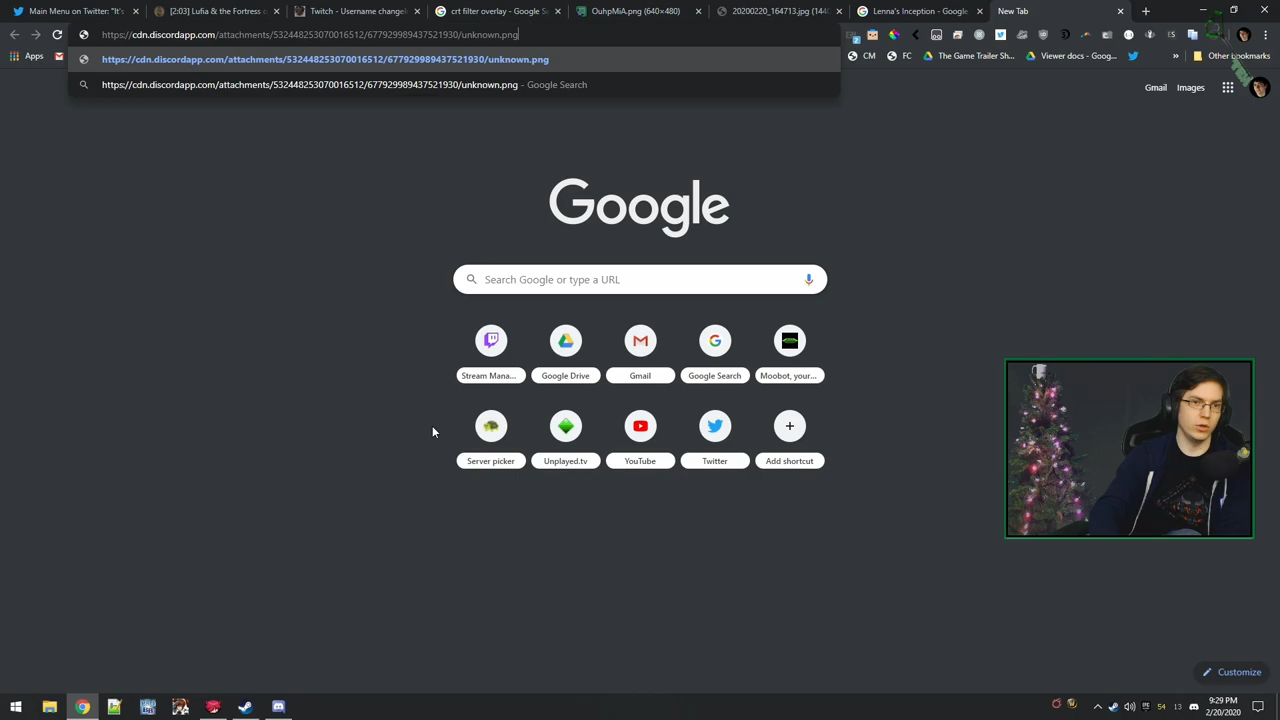 Main Menu on Twitter: "It's
[2:03] Lufia & the Fortress o
Twitch - Username change
crt filter overlay - Google Se
OuhpMiA.png (640×480)
20200220_164713.jpg (144
Lenna's Inception - Google
New Tab
https://cdn.discordapp.com/attachments/532448253070016512/677929989437521930/unknown.png
https://cdn.discordapp.com/attachments/532448253070016512/677929989437521930/unknown.png
https://cdn.discordapp.com/attachments/532448253070016512/677929989437521930/unknown.png - Google Search
Apps
CM
FC
The Game Trailer Sh...
Viewer docs - Goog...
»
Other bookmarks
Gmail Images
Google
Search Google or type a URL
Stream Mana... Google Drive Gmail Google Search Moobot, your...
Server picker Unplayed.tv YouTube Twitter Add shortcut
Customize
54 13
9:29 PM
2/20/2020